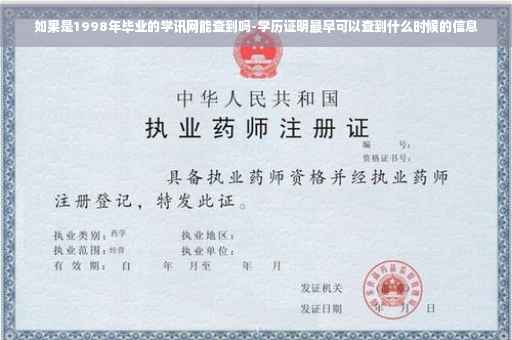 如果是1998年毕业的学讯网能查到吗-学历证明最早可以查到什么时候的信息
中华人民共和国
执业药师注册证
编 号:
资格证书号:
具备执业药师资格并经执业药师
注册登记，特发此证。
执业类别: 药学 执业地区:
执业范围: 经营 执业单位:
有效期: 自 年 月至 年 月
发证机关
发证日期 年 月 日